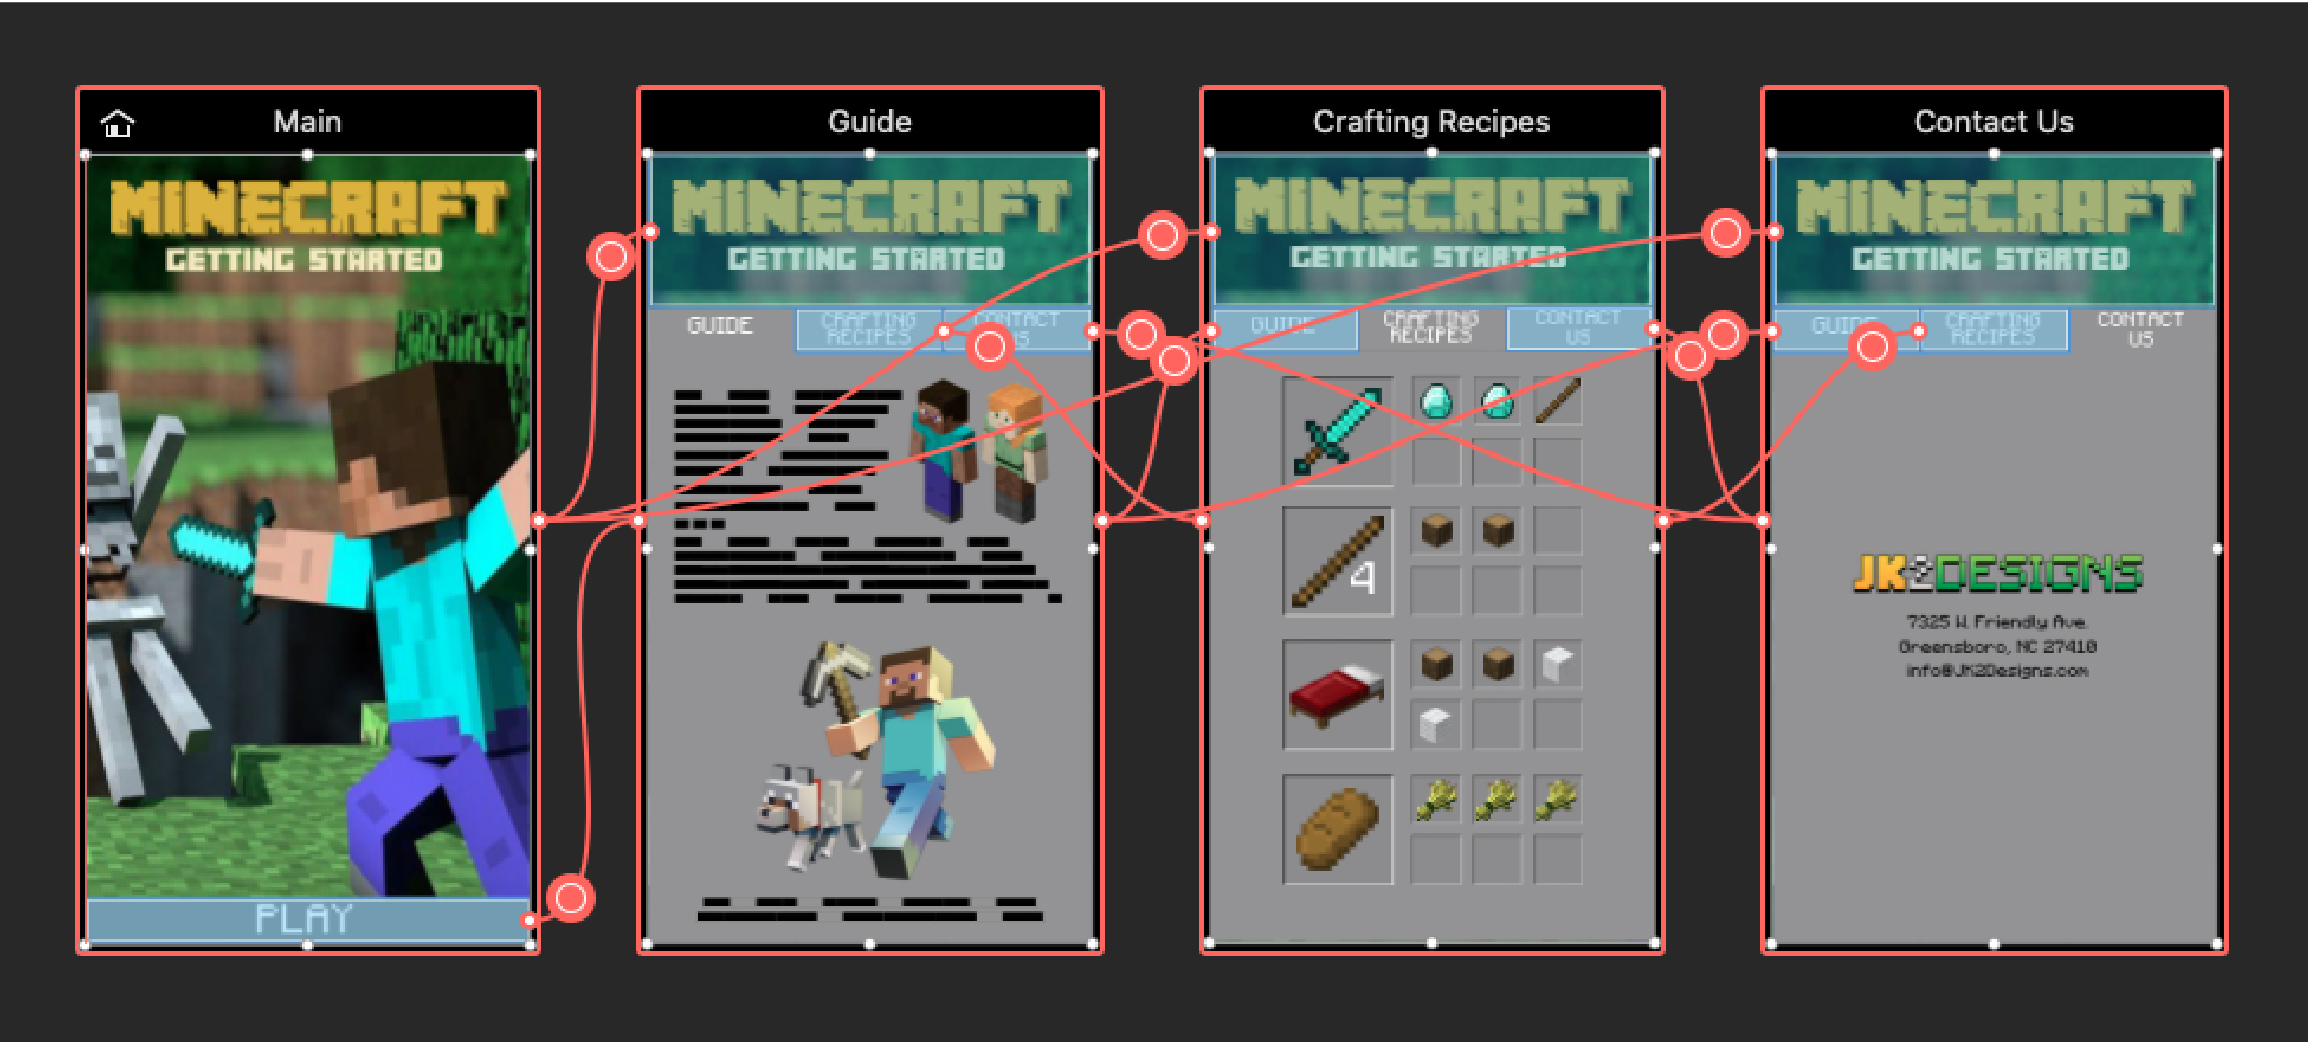 Main
MINECRAFT
GETTING STARTED
PLAY
Guide
MINECRAFT
GETTING STARTED
GUIDE
CRAFTING
RECIPES
CONTACT
US
Crafting Recipes
MINECRAFT
GETTING STARTED
GUIDE
CRAFTING
RECIPES
CONTACT
US
4
Contact Us
MINECRAFT
GETTING STARTED
GUIDE
CRAFTING
RECIPES
CONTACT
US
JK2DESIGNS
7325 W. Friendly Ave.
Greensboro, NC 27410
info@JK2Designs.com